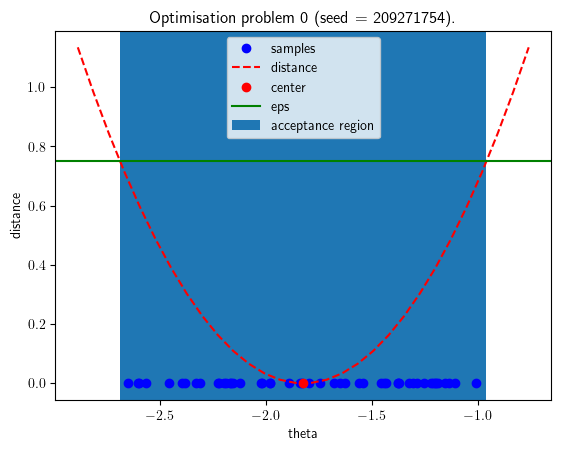 Optimisation problem 0 (seed = 209271754).
samples
distance
center
eps
acceptance region
distance
1.0
0.8
0.6
0.4
0.2
0.0
−2.5 −2.0 −1.5 −1.0
theta